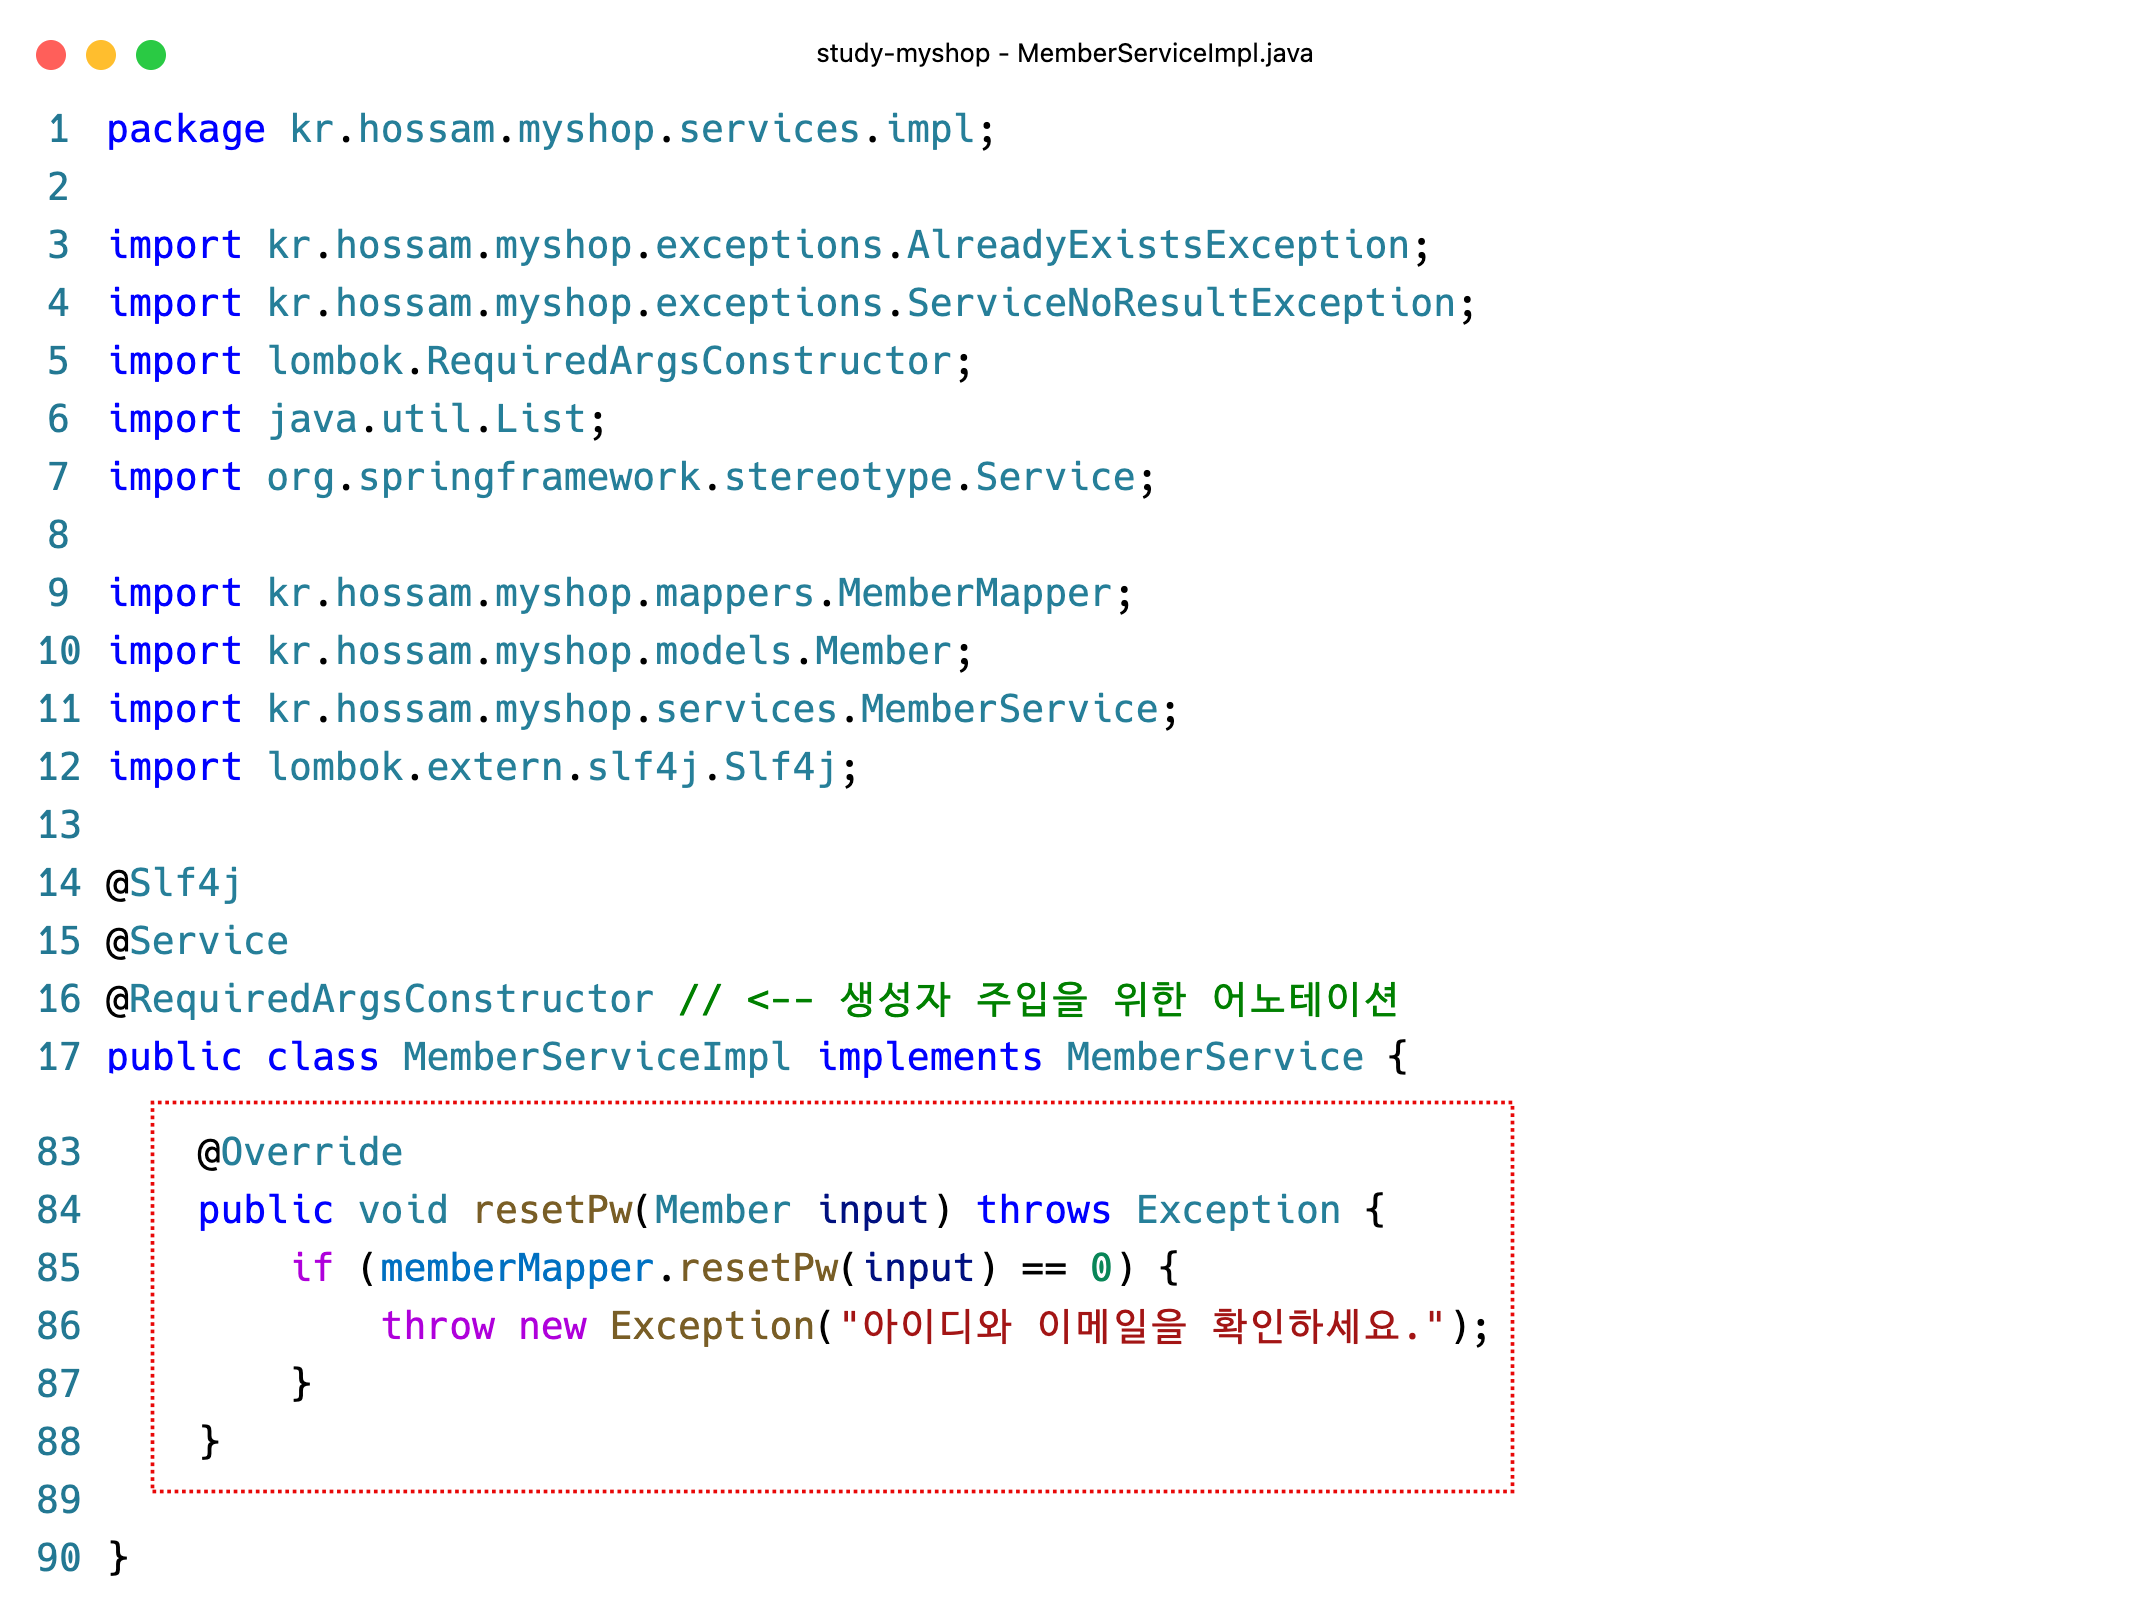 study-myshop - MemberServiceImpl.java
1 package kr.hossam.myshop.services.impl;
2
3 import kr.hossam.myshop.exceptions.AlreadyExistsException;
4 import kr.hossam.myshop.exceptions.ServiceNoResultException;
5 import lombok.RequiredArgsConstructor;
6 import java.util.List;
7 import org.springframework.stereotype.Service;
8
9 import kr.hossam.myshop.mappers.MemberMapper;
10 import kr.hossam.myshop.models.Member;
11 import kr.hossam.myshop.services.MemberService;
12 import lombok.extern.slf4j.Slf4j;
13
14 @Slf4j
15 @Service
16 @RequiredArgsConstructor // <-- 생성자 주입을 위한 어노테이션
17 public class MemberServiceImpl implements MemberService {
83     @Override
84     public void resetPw(Member input) throws Exception {
85         if (memberMapper.resetPw(input) == 0) {
86             throw new Exception("아이디와 이메일을 확인하세요.");
87         }
88     }
89
90 }